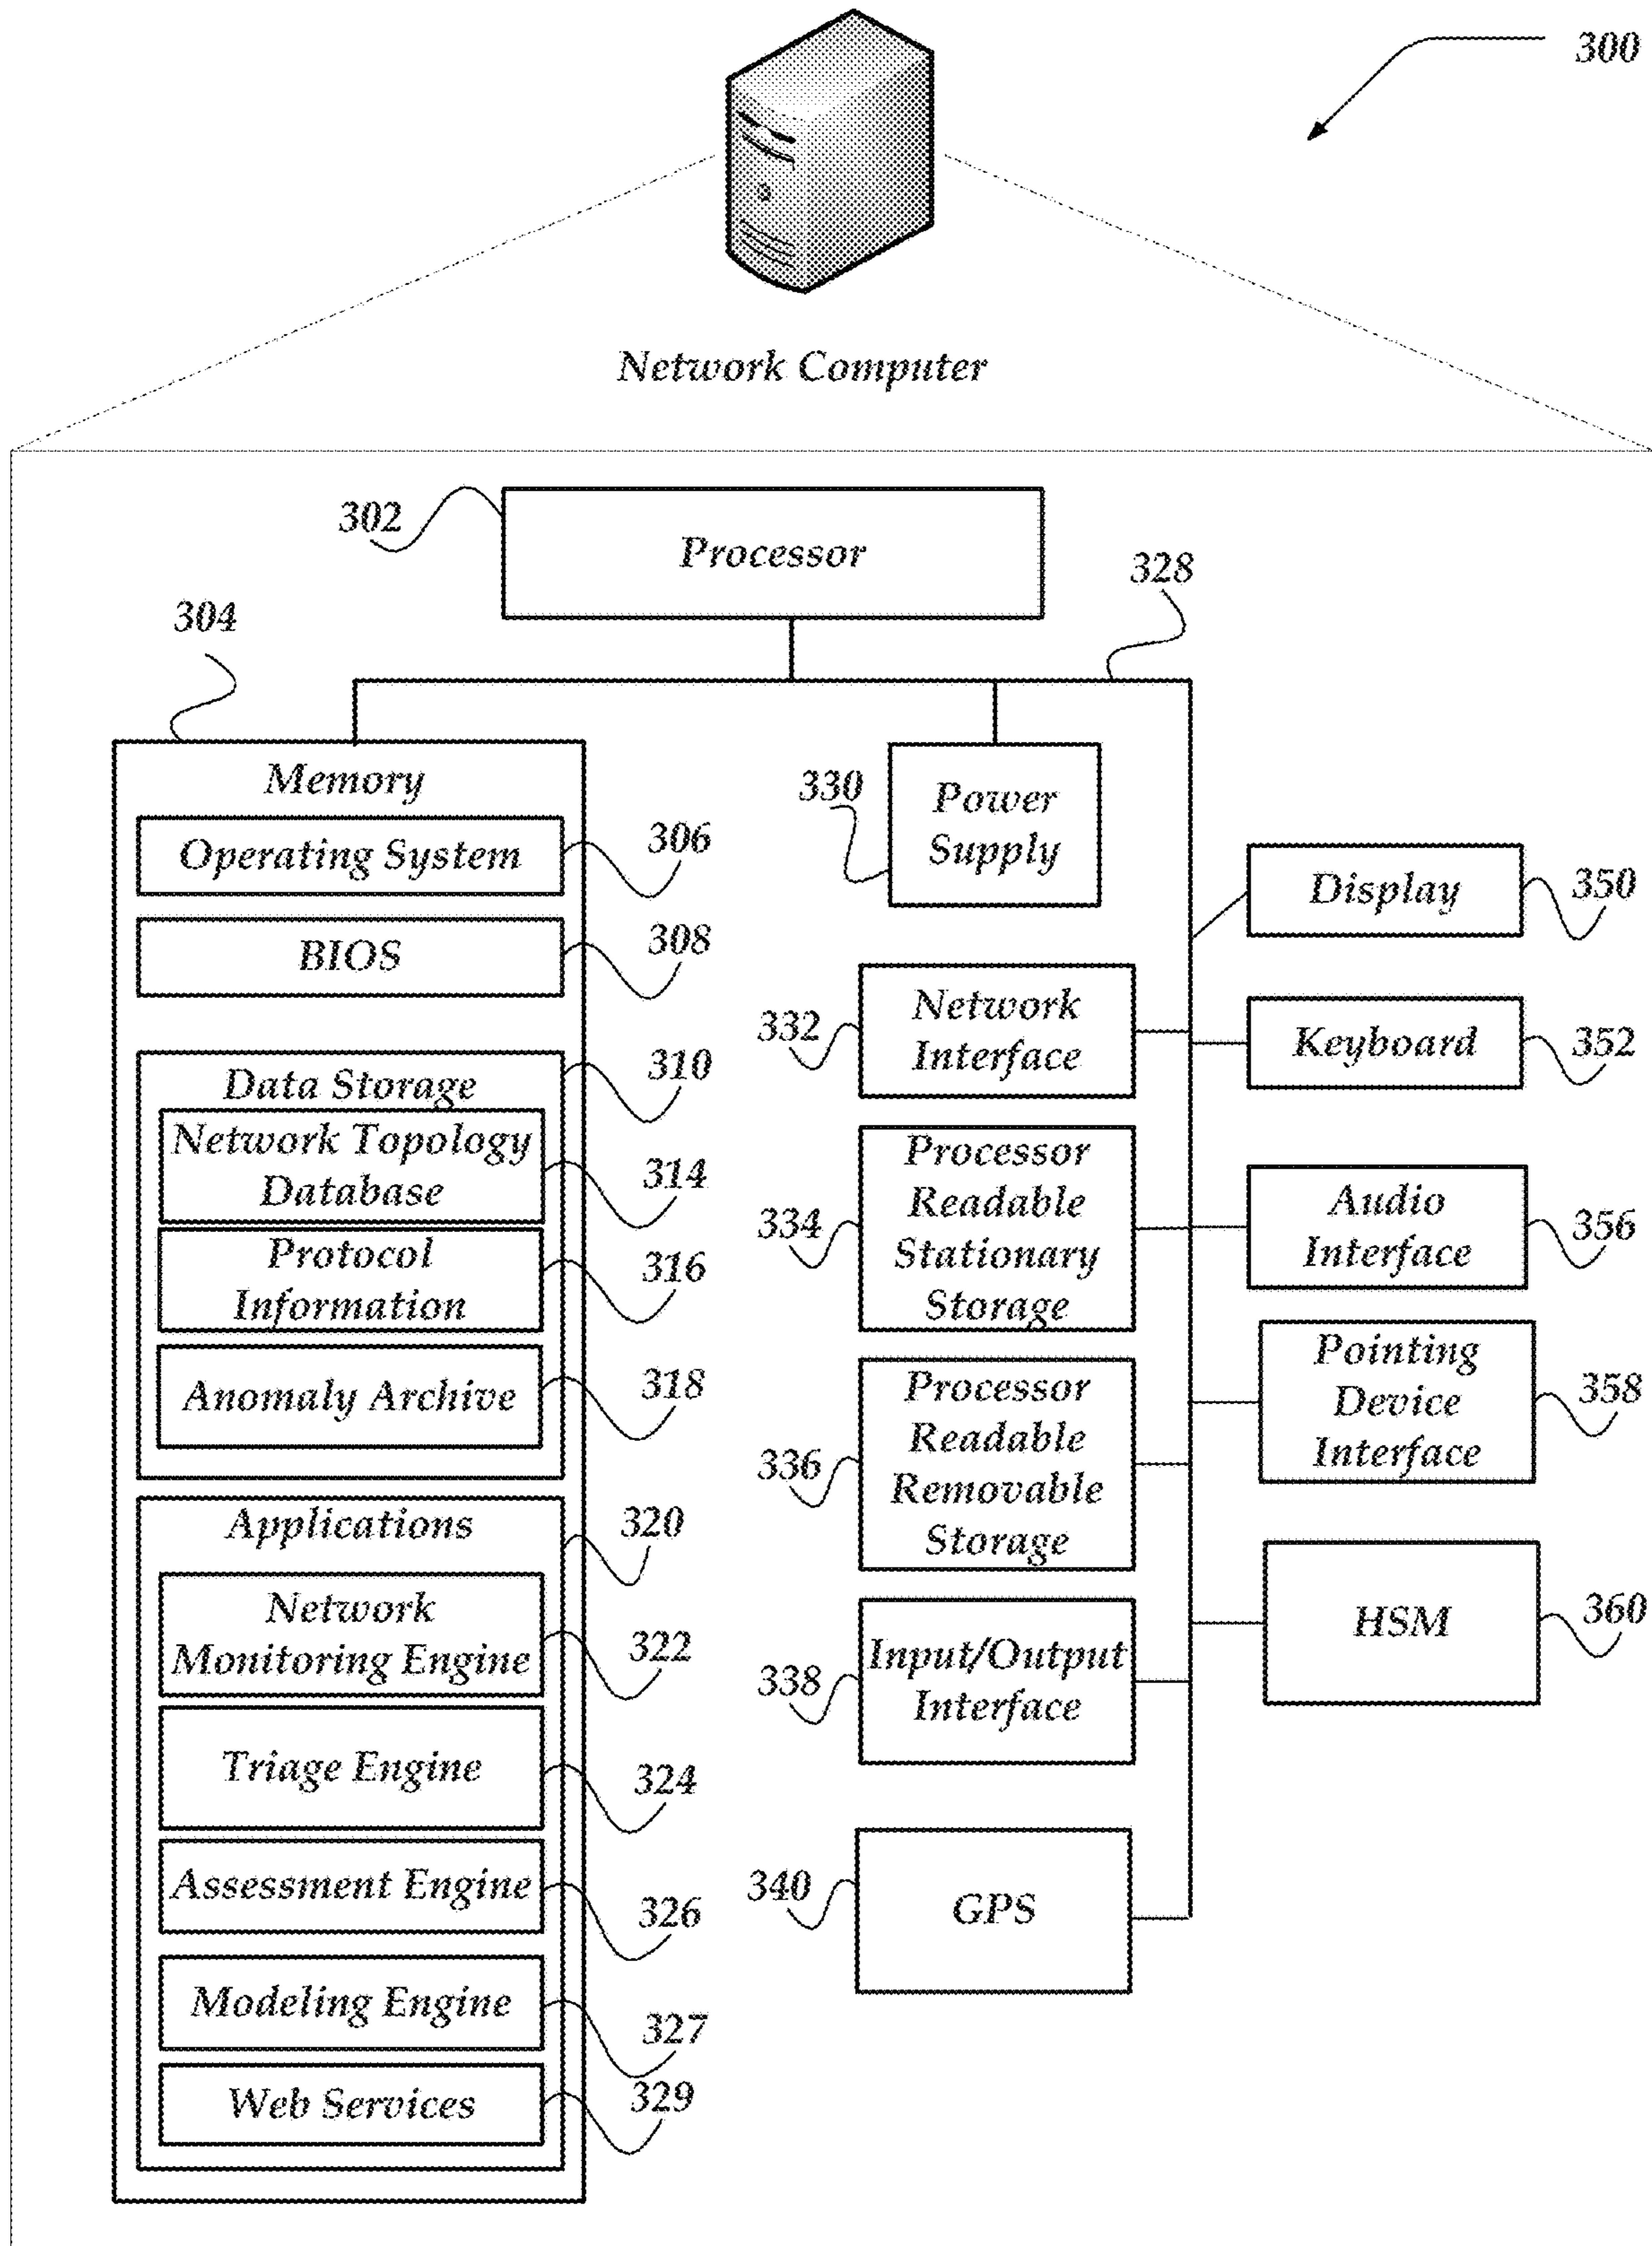 300
Network Computer
302
Processor
328
304
Memory
Operating System
306
BIOS
308
Data Storage
310
Network Topology
Database
314
Protocol
Information
316
Anomaly Archive
318
Applications
320
Network
Monitoring Engine
322
Triage Engine
324
Assessment Engine
326
Modeling Engine
327
Web Services
329
330
Power
Supply
332
Network
Interface
334
Processor
Readable
Stationary
Storage
336
Processor
Readable
Removable
Storage
338
Input/Output
Interface
340
GPS
Display
350
Keyboard
352
Audio
Interface
356
Pointing
Device
Interface
358
HSM
360